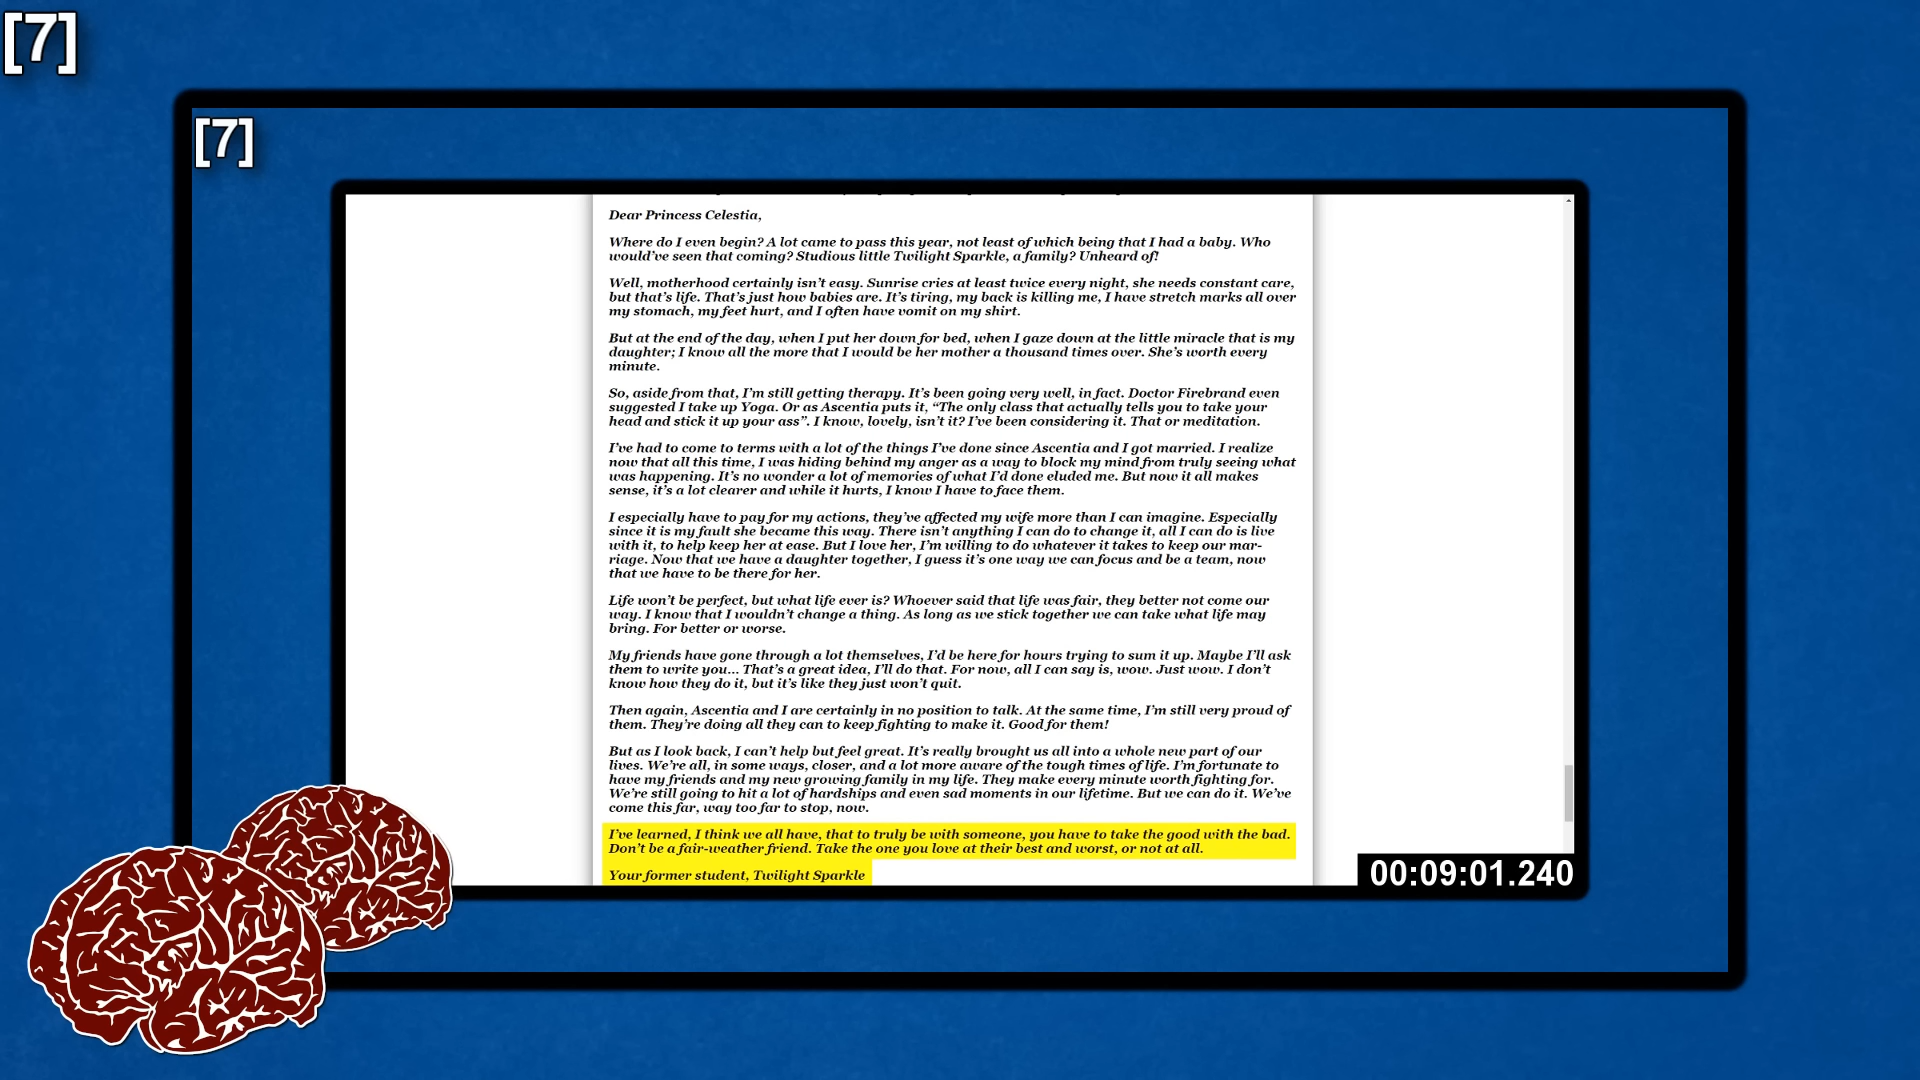 [7]
[7]
Dear Princess Celestia,
Where do I even begin? A lot came to pass this year, not least of which being that I had a baby. Who
would’ve seen that coming? Studious little Twilight Sparkle, a family? Unheard of!
Well, motherhood certainly isn’t easy. Sunrise cries at least twice every night, she needs constant care,
but that’s life. That’s just how babies are. It’s tiring, my back is killing me, I have stretch marks all over
my stomach, my feet hurt, and I often have vomit on my shirt.
But at the end of the day, when I put her down for bed, when I gaze down at the little miracle that is my
daughter; I know all the more that I would be her mother a thousand times over. She’s worth every
minute.
So, aside from that, I’m still getting therapy. It’s been going very well, in fact. Doctor Firebrand even
suggested I take up Yoga. Or as Ascentia puts it, “The only class that actually tells you to take your
head and stick it up your ass”. I know, lovely, isn’t it? I’ve been considering it. That or meditation.
I’ve had to come to terms with a lot of the things I’ve done since Ascentia and I got married. I realize
now that all this time, I was hiding behind my anger as a way to block my mind from truly seeing what
was happening. It’s no wonder a lot of memories of what I’d done eluded me. But now it all makes
sense, it’s a lot clearer and while it hurts, I know I have to face them.
I especially have to pay for my actions, they’ve affected my wife more than I can imagine. Especially
since it is my fault she became this way. There isn’t anything I can do to change it, all I can do is live
with it, to help keep her at ease. But I love her, I’m willing to do whatever it takes to keep our mar-
riage. Now that we have a daughter together, I guess it’s one way we can focus and be a team, now
that we have to be there for her.
Life won’t be perfect, but what life ever is? Whoever said that life was fair, they better not come our
way. I know that I wouldn’t change a thing. As long as we stick together we can take what life may
bring. For better or worse.
My friends have gone through a lot themselves, I’d be here for hours trying to sum it up. Maybe I’ll ask
them to write you... That’s a great idea, I’ll do that. For now, all I can say is, wow. Just wow. I don’t
know how they do it, but it’s like they just won’t quit.
Then again, Ascentia and I are certainly in no position to talk. At the same time, I’m still very proud of
them. They’re doing all they can to keep fighting to make it. Good for them!
But as I look back, I can’t help but feel great. It’s really brought us all into a whole new part of our
lives. We’re all, in some ways, closer, and a lot more aware of the tough times of life. I’m fortunate to
have my friends and my new growing family in my life. They make every minute worth fighting for.
We’re still going to hit a lot of hardships and even sad moments in our lifetime. But we can do it. We’ve
come this far, way too far to stop, now.
I’ve learned, I think we all have, that to truly be with someone, you have to take the good with the bad.
Don’t be a fair-weather friend. Take the one you love at their best and worst, or not at all.
Your former student, Twilight Sparkle
00:09:01.240